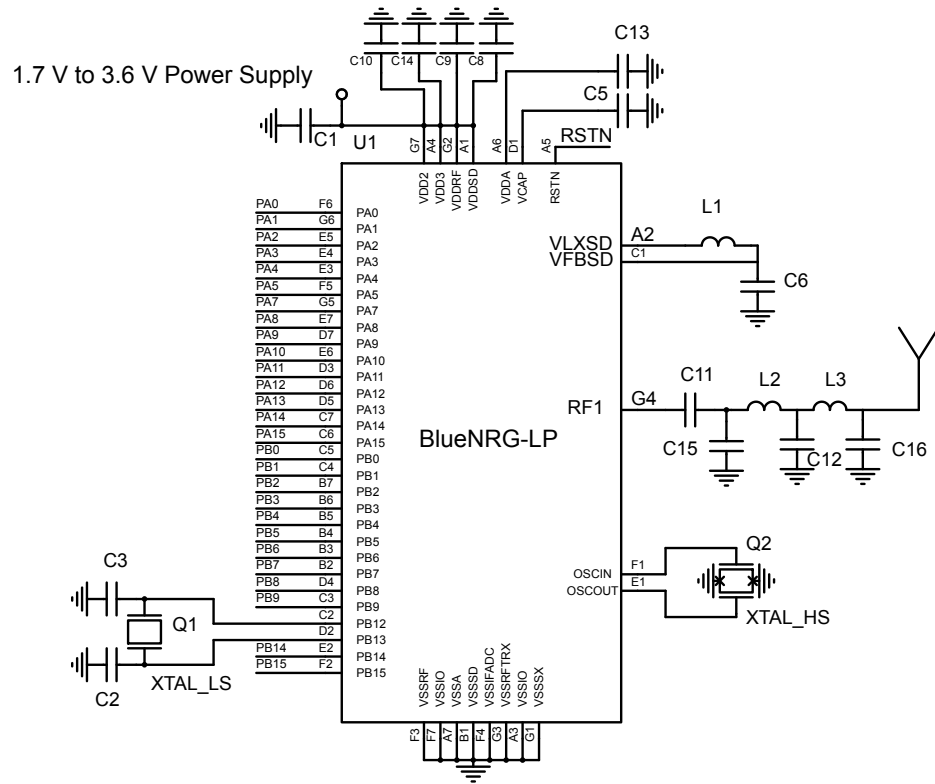 C13
C10 C14 C9 C8
1.7 V to 3.6 V Power Supply
C5
C1 U1
G7 A4 G2 A1 A6 D1 A5 RSTN
VDD2 VDD3 VDDRF VDDSD VDDA VCAP RSTN
PA0 F6 PA0
PA1 G6 PA1
PA2 E5 PA2
PA3 E4 PA3
PA4 E3 PA4
PA5 F5 PA5
PA7 G5 PA7
PA8 E7 PA8
PA9 D7 PA9
PA10 E6 PA10
PA11 D3 PA11
PA12 D6 PA12
PA13 D5 PA13
PA14 C7 PA14
PA15 C6 PA15
PB0 C5 PB0
PB1 C4 PB1
PB2 B7 PB2
PB3 B6 PB3
PB4 B5 PB4
PB5 B4 PB5
PB6 B3 PB6
PB7 B2 PB7
PB8 D4 PB8
PB9 C3 PB9
C2 PB12
D2 PB13
PB14 E2 PB14
PB15 F2 PB15
L1
VLXSD A2
VFBSD C1
C6
C11 L2 L3
RF1 G4
C15 C12 C16
BlueNRG-LP
Q2
OSCIN F1
OSCOUT E1
XTAL_HS
C3
Q1
XTAL_LS
C2
VSSRF VSSIO VSSA VSSSD VSSIFADC VSSRFTRX VSSIO VSSSX
F3 F7 A7 B1 F4 G3 A3 G1